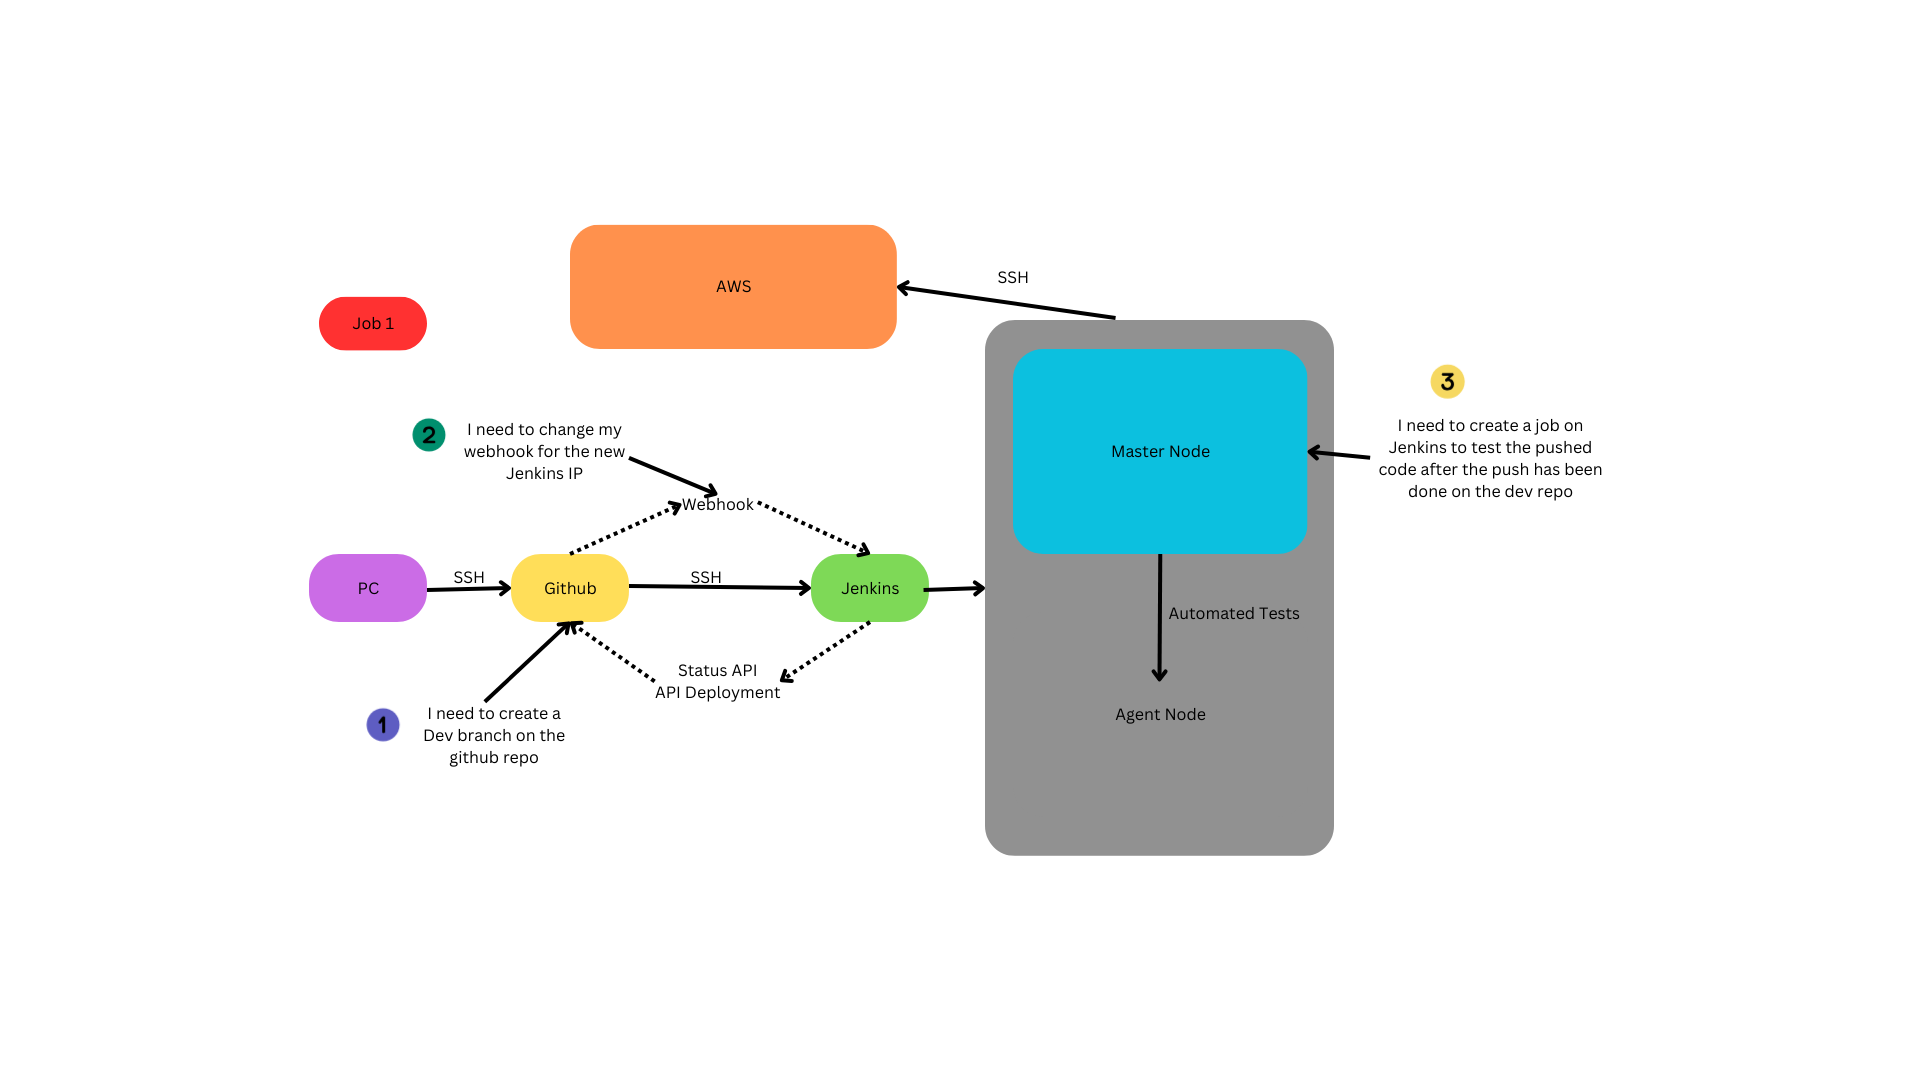 AWS
SSH
Job 1
3
2
I need to change my
webhook for the new
Jenkins IP
I need to create a job on
Jenkins to test the pushed
code after the push has been
done on the dev repo
Master Node
Webhook
PC
SSH
Github
SSH
Jenkins
Automated Tests
Status API
API Deployment
1
I need to create a
Dev branch on the
github repo
Agent Node